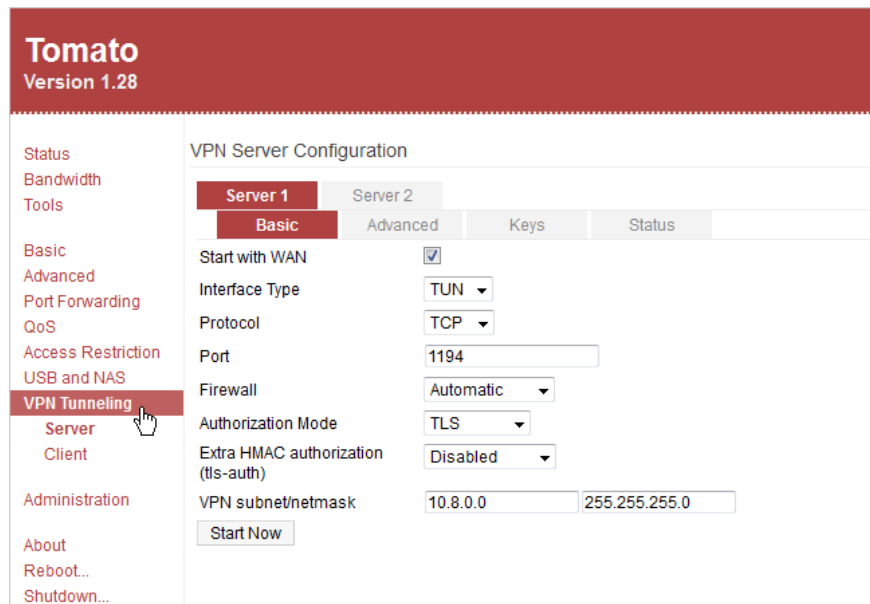 Tomato
Version 1.28
Status
Bandwidth
Tools
Basic
Advanced
Port Forwarding
QoS
Access Restriction
USB and NAS
VPN Tunneling
Server
Client
Administration
About
Reboot...
Shutdown...
VPN Server Configuration
Server 1 Server 2
Basic Advanced Keys Status
Start with WAN
Interface Type TUN
Protocol TCP
Port 1194
Firewall Automatic
Authorization Mode TLS
Extra HMAC authorization
(tls-auth) Disabled
VPN subnet/netmask 10.8.0.0 255.255.255.0
Start Now